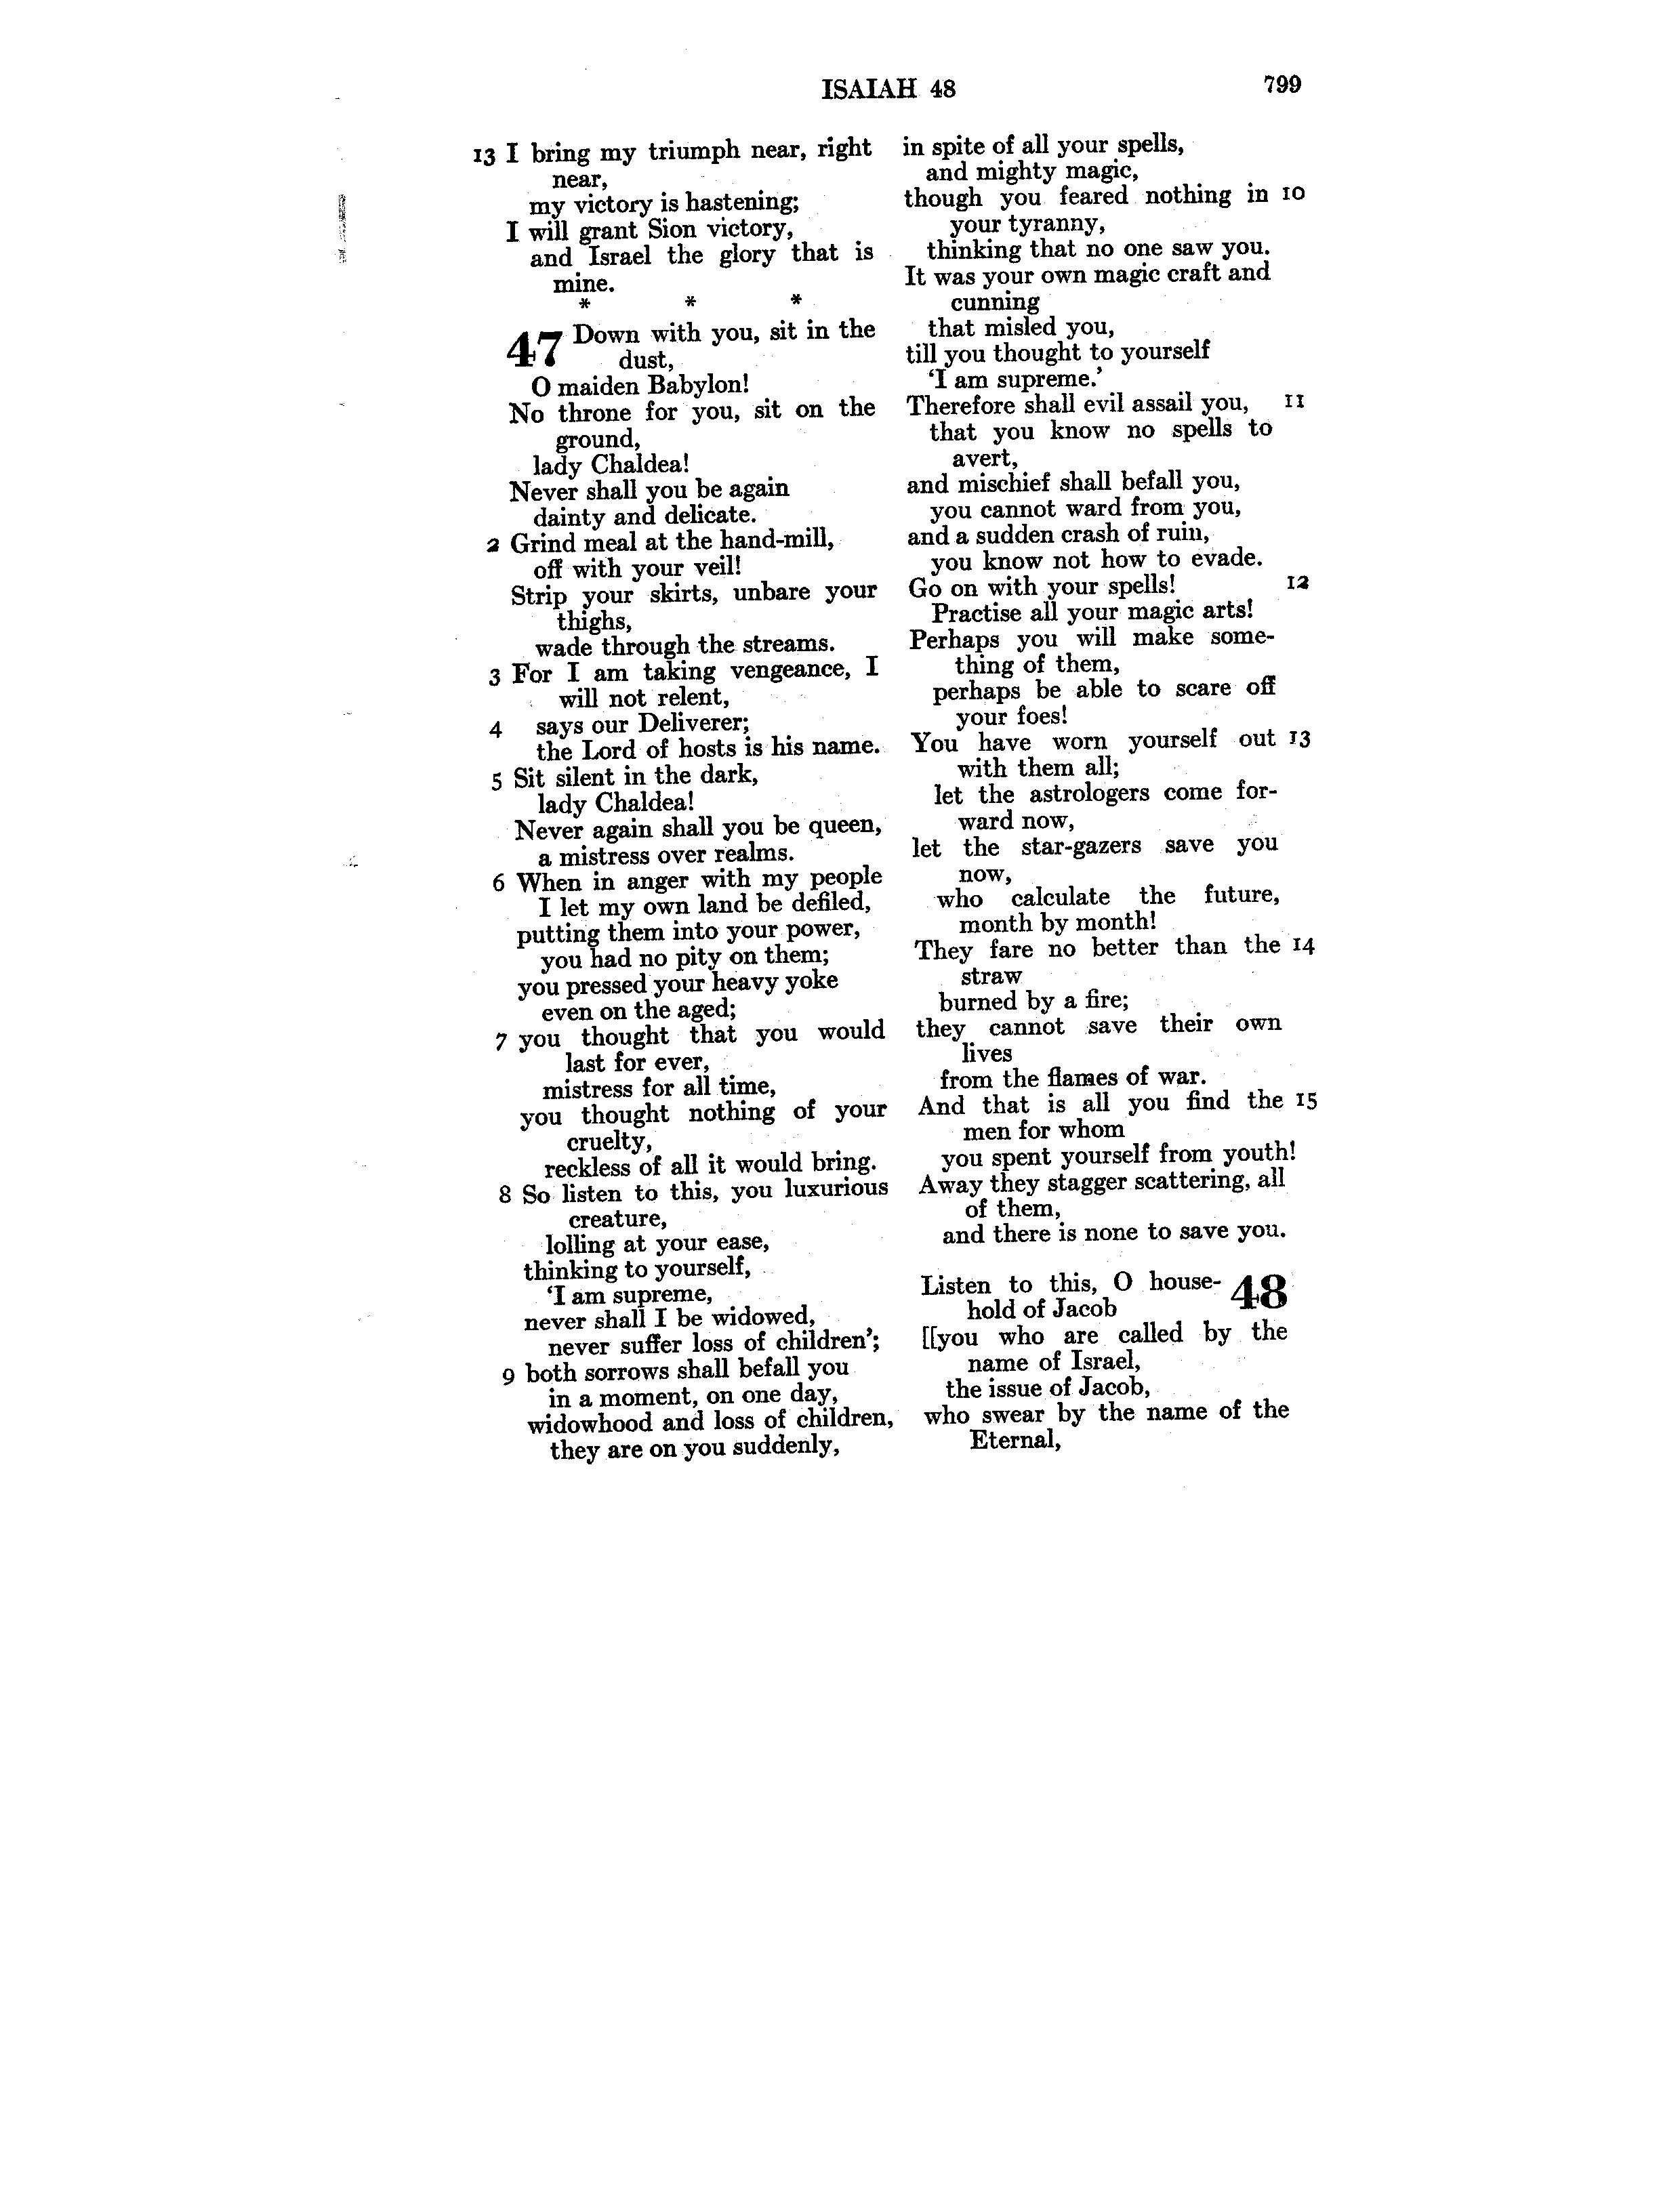 ISAIAH 48
799
13 I bring my triumph near, right
near,
my victory is hastening;
I will grant Sion victory,
and Israel the glory that is
mine.
* * *
47 Down with you, sit in the
dust,
O maiden Babylon!
No throne for you, sit on the
ground,
lady Chaldea!
Never shall you be again
dainty and delicate.
2 Grind meal at the hand-mill,
off with your veil!
Strip your skirts, unbare your
thighs,
wade through the streams.
3 For I am taking vengeance, I
will not relent,
4 says our Deliverer;
the Lord of hosts is his name.
5 Sit silent in the dark,
lady Chaldea!
Never again shall you be queen,
a mistress over realms.
6 When in anger with my people
I let my own land be defiled,
putting them into your power,
you had no pity on them;
you pressed your heavy yoke
even on the aged;
7 you thought that you would
last for ever,
mistress for all time,
you thought nothing of your
cruelty,
reckless of all it would bring.
8 So listen to this, you luxurious
creature,
lolling at your ease,
thinking to yourself,
‘I am supreme,
never shall I be widowed,
never suffer loss of children’;
9 both sorrows shall befall you
in a moment, on one day,
widowhood and loss of children,
they are on you suddenly,
in spite of all your spells,
and mighty magic,
though you feared nothing in 10
your tyranny,
thinking that no one saw you.
It was your own magic craft and
cunning
that misled you,
till you thought to yourself
‘I am supreme.’
Therefore shall evil assail you, 11
that you know no spells to
avert,
and mischief shall befall you,
you cannot ward from you,
and a sudden crash of ruin,
you know not how to evade.
Go on with your spells! 12
Practise all your magic arts!
Perhaps you will make some-
thing of them,
perhaps be able to scare off
your foes!
You have worn yourself out 13
with them all;
let the astrologers come for-
ward now,
let the star-gazers save you
now,
who calculate the future,
month by month!
They fare no better than the 14
straw
burned by a fire;
they cannot save their own
lives
from the flames of war.
And that is all you find the 15
men for whom
you spent yourself from youth!
Away they stagger scattering, all
of them,
and there is none to save you.
Listen to this, O house- 48
hold of Jacob
[[you who are called by the
name of Israel,
the issue of Jacob,
who swear by the name of the
Eternal,